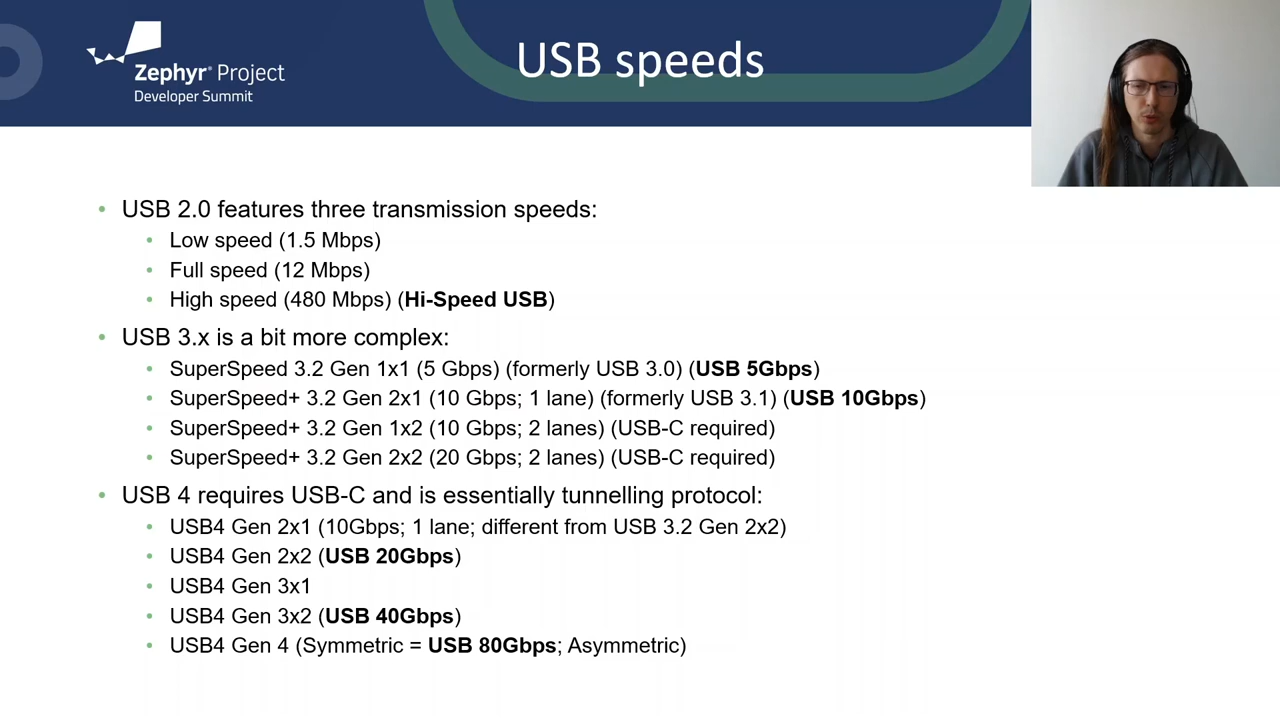 Zephyr® Project
Developer Summit
USB speeds
• USB 2.0 features three transmission speeds:
• Low speed (1.5 Mbps)
• Full speed (12 Mbps)
• High speed (480 Mbps) (Hi-Speed USB)
• USB 3.x is a bit more complex:
• SuperSpeed 3.2 Gen 1x1 (5 Gbps) (formerly USB 3.0) (USB 5Gbps)
• SuperSpeed+ 3.2 Gen 2x1 (10 Gbps; 1 lane) (formerly USB 3.1) (USB 10Gbps)
• SuperSpeed+ 3.2 Gen 1x2 (10 Gbps; 2 lanes) (USB-C required)
• SuperSpeed+ 3.2 Gen 2x2 (20 Gbps; 2 lanes) (USB-C required)
• USB 4 requires USB-C and is essentially tunnelling protocol:
• USB4 Gen 2x1 (10Gbps; 1 lane; different from USB 3.2 Gen 2x2)
• USB4 Gen 2x2 (USB 20Gbps)
• USB4 Gen 3x1
• USB4 Gen 3x2 (USB 40Gbps)
• USB4 Gen 4 (Symmetric = USB 80Gbps; Asymmetric)